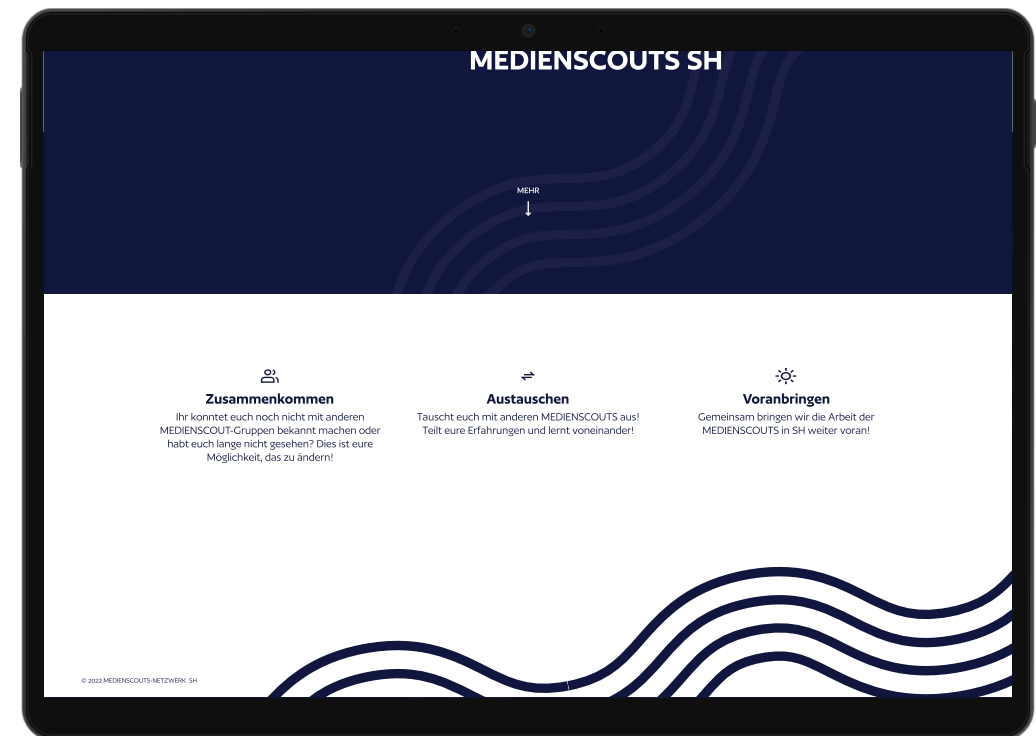 MEDIENSCOUTS SH
MEHR
Zusammenkommen
Ihr konntet euch noch nicht mit anderen
MEDIENSCOUT-Gruppen bekannt machen oder
habt euch lange nicht gesehen? Dies ist eure
Möglichkeit, das zu ändern!
Austauschen
Tauscht euch mit anderen MEDIENSCOUTS aus!
Teilt eure Erfahrungen und lernt voneinander!
Voranbringen
Gemeinsam bringen wir die Arbeit der
MEDIENSCOUTS in SH weiter voran!
© 2022 MEDIENSCOUTS-NETZWERK SH